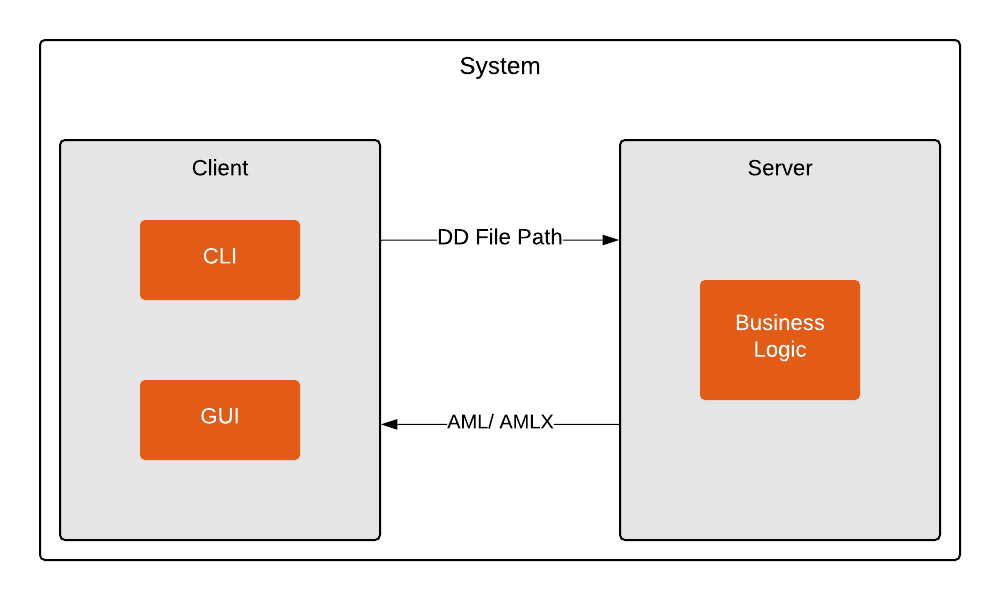 System
Client
Server
CLI
DD File Path
Business
Logic
GUI
AML/ AMLX